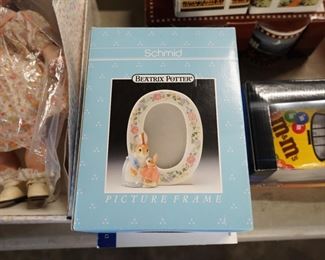 Schmid
BEATRIX POTTER
PICTURE FRAME
m&m's